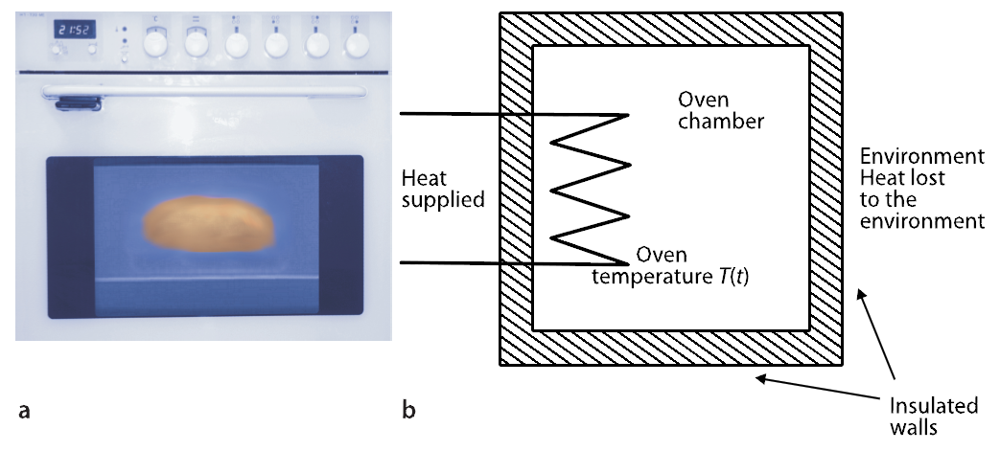 21:52
°C
Oven
chamber
Heat
supplied
Environment
Heat lost
to the
environment
Oven
temperature T(t)
Insulated
walls
a
b